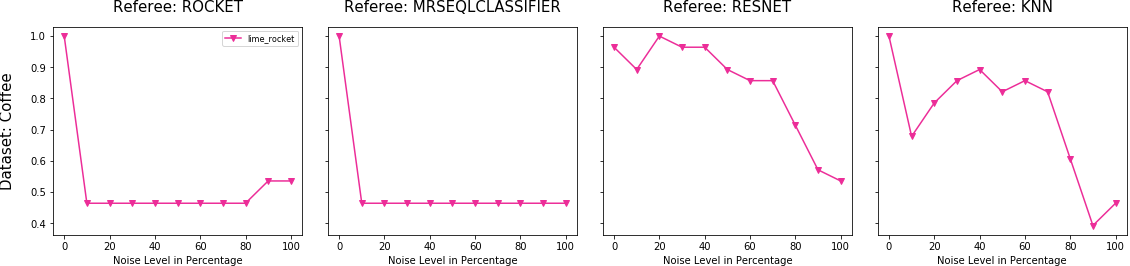 Referee: ROCKET
Referee: MRSEQLCLASSIFIER
Referee: RESNET
Referee: KNN
Dataset: Coffee
lime_rocket
1.0
0.9
0.8
0.7
0.6
0.5
0.4
0 20 40 60 80 100
0 20 40 60 80 100
0 20 40 60 80 100
0 20 40 60 80 100
Noise Level in Percentage
Noise Level in Percentage
Noise Level in Percentage
Noise Level in Percentage